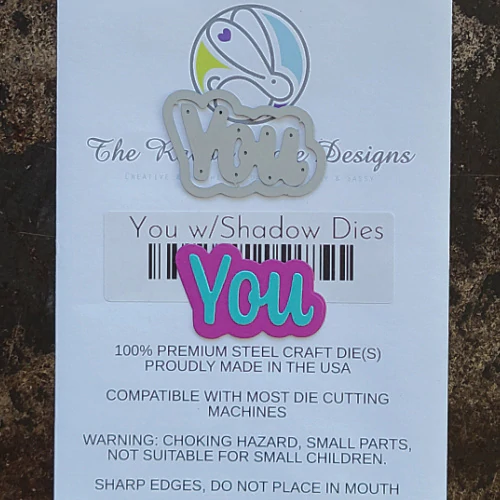 You
The Designs
You w/Shadow Dies
You
100% PREMIUM STEEL CRAFT DIE(S)
PROUDLY MADE IN THE USA
COMPATIBLE WITH MOST DIE CUTTING
MACHINES
WARNING: CHOKING HAZARD, SMALL PARTS,
NOT SUITABLE FOR SMALL CHILDREN.
SHARP EDGES, DO NOT PLACE IN MOUTH